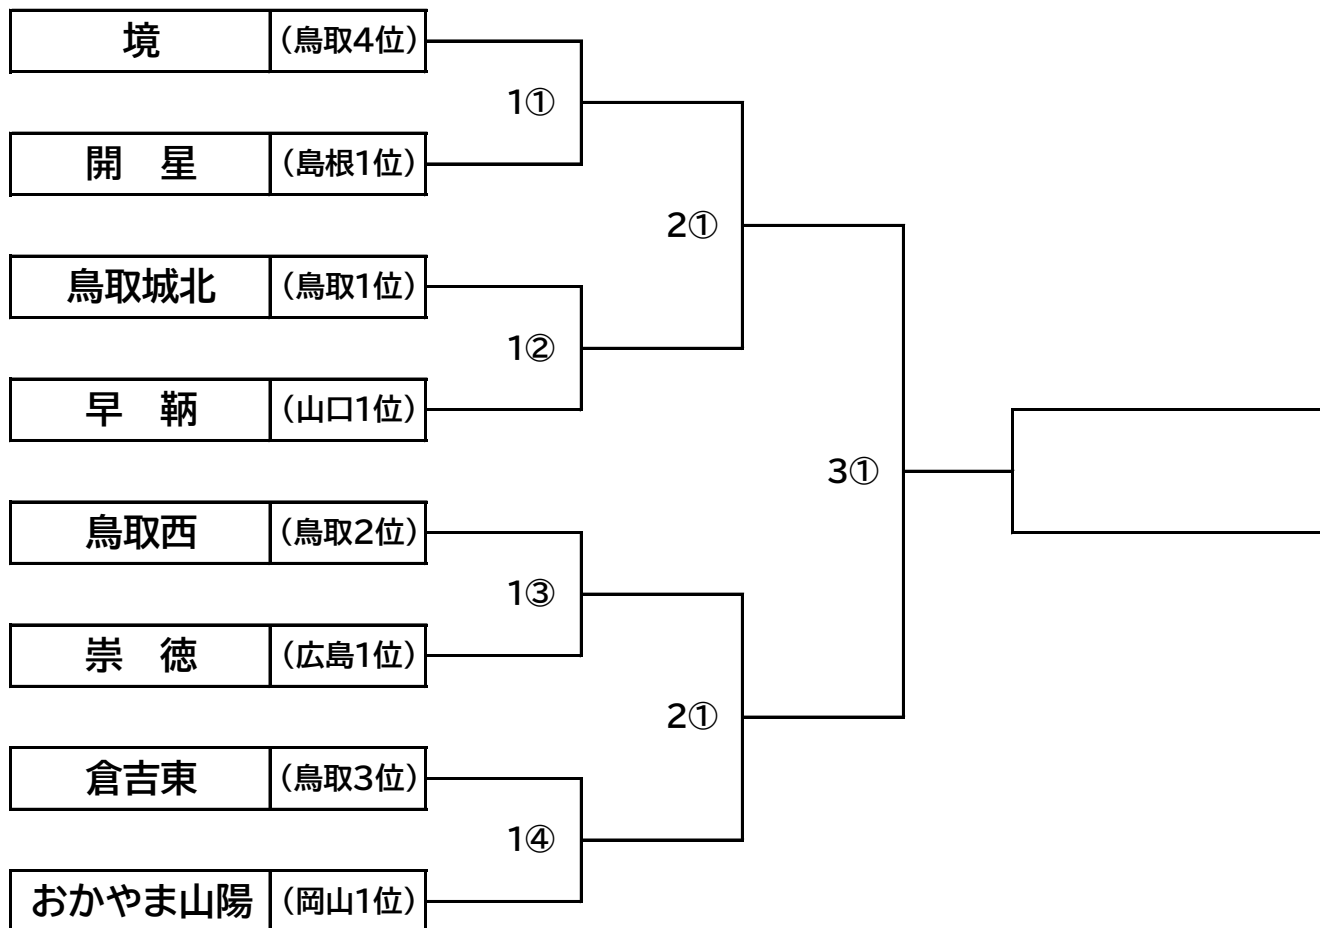 境 (鳥取4位)
1①
開　星 (島根1位)
2①
鳥取城北 (鳥取1位)
1②
早　鞆 (山口1位)
3①
鳥取西 (鳥取2位)
1③
崇　徳 (広島1位)
2①
倉吉東 (鳥取3位)
1④
おかやま山陽 (岡山1位)